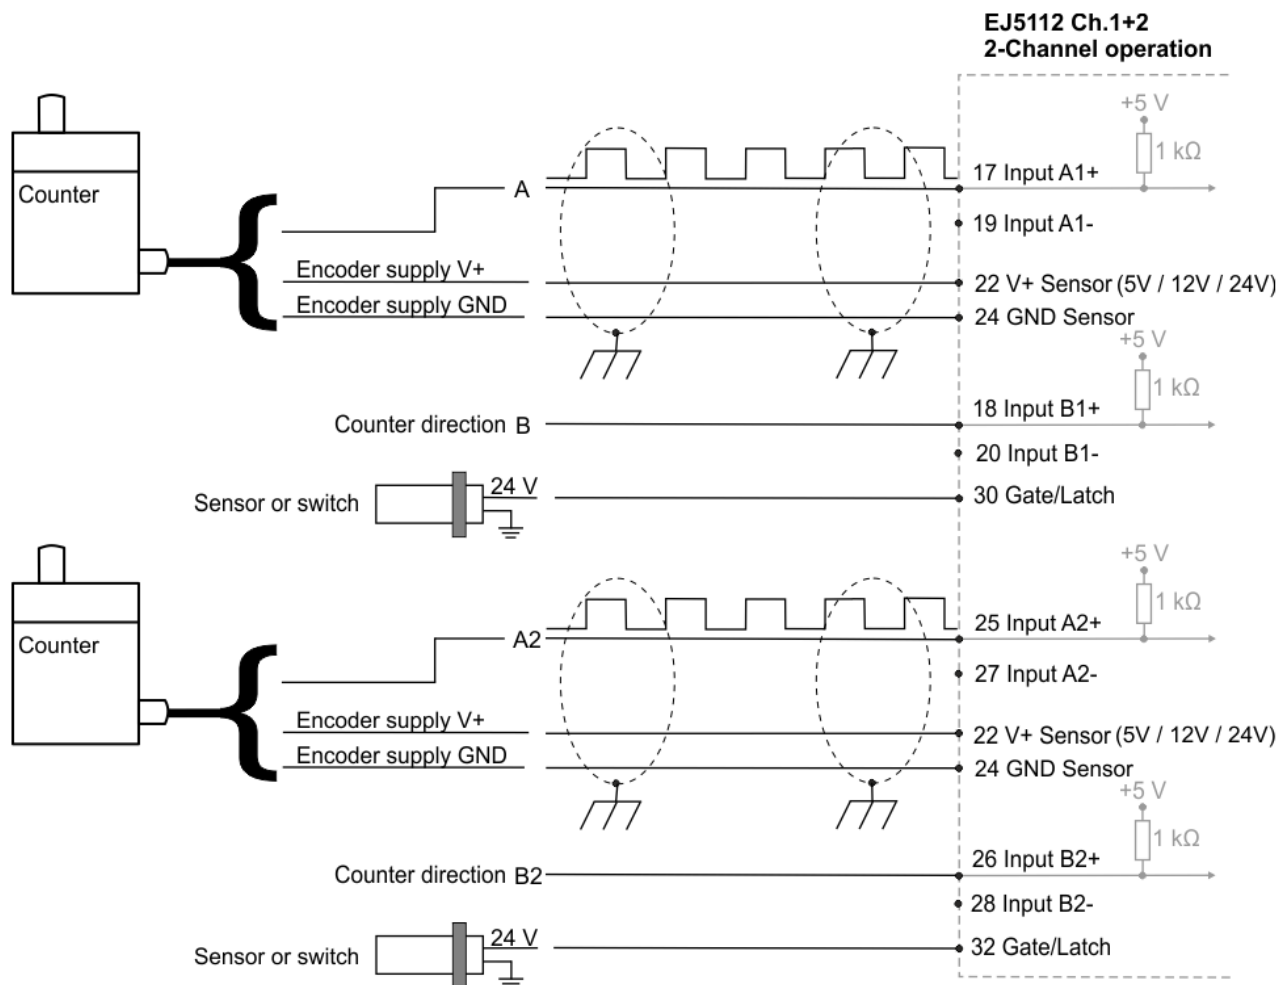 EJ5112 Ch.1+2
2-Channel operation
+5 V
1 kΩ
Counter
A
17 Input A1+
19 Input A1-
Encoder supply V+
22 V+ Sensor (5V / 12V / 24V)
Encoder supply GND
24 GND Sensor
+5 V
1 kΩ
Counter direction B
18 Input B1+
20 Input B1-
24 V
Sensor or switch
30 Gate/Latch
+5 V
1 kΩ
Counter
A2
25 Input A2+
27 Input A2-
Encoder supply V+
22 V+ Sensor (5V / 12V / 24V)
Encoder supply GND
24 GND Sensor
+5 V
1 kΩ
Counter direction B2
26 Input B2+
28 Input B2-
24 V
Sensor or switch
32 Gate/Latch